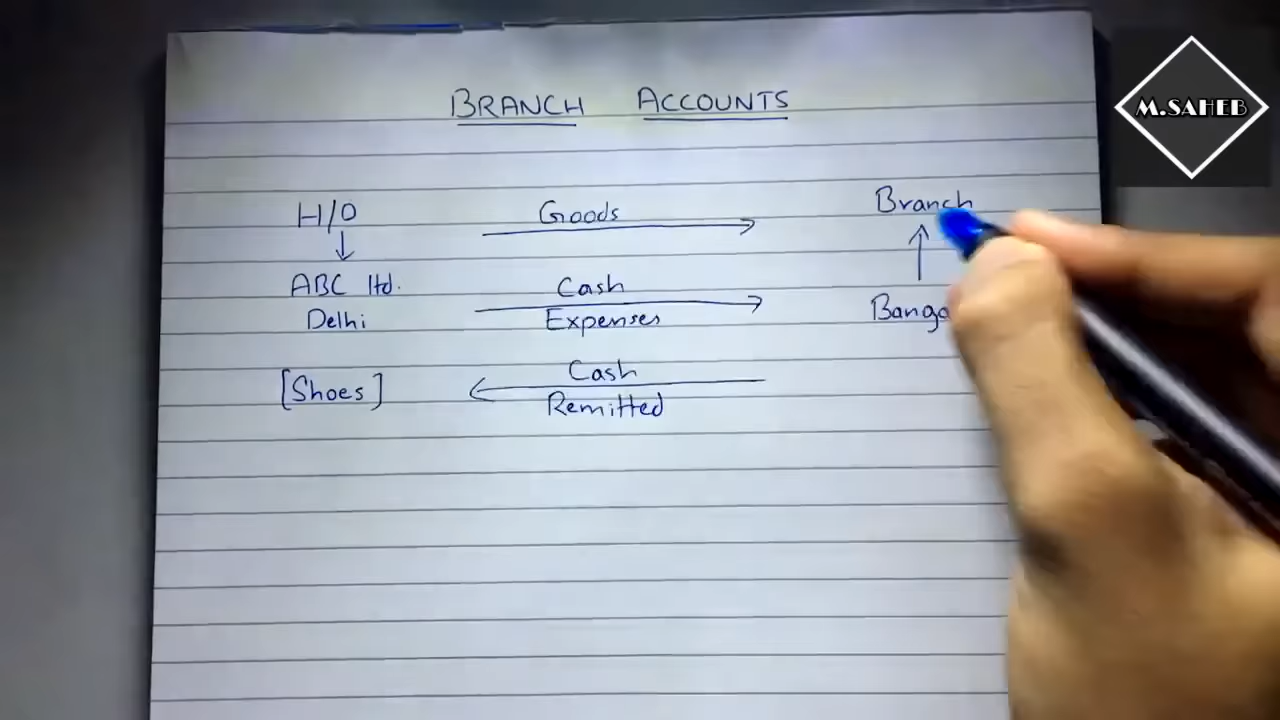 BRANCH ACCOUNTS
M.SAHEB
H/O Goods Branch
ABC ltd. Cash
Delhi Expenses
[Shoes] Cash
Remitted